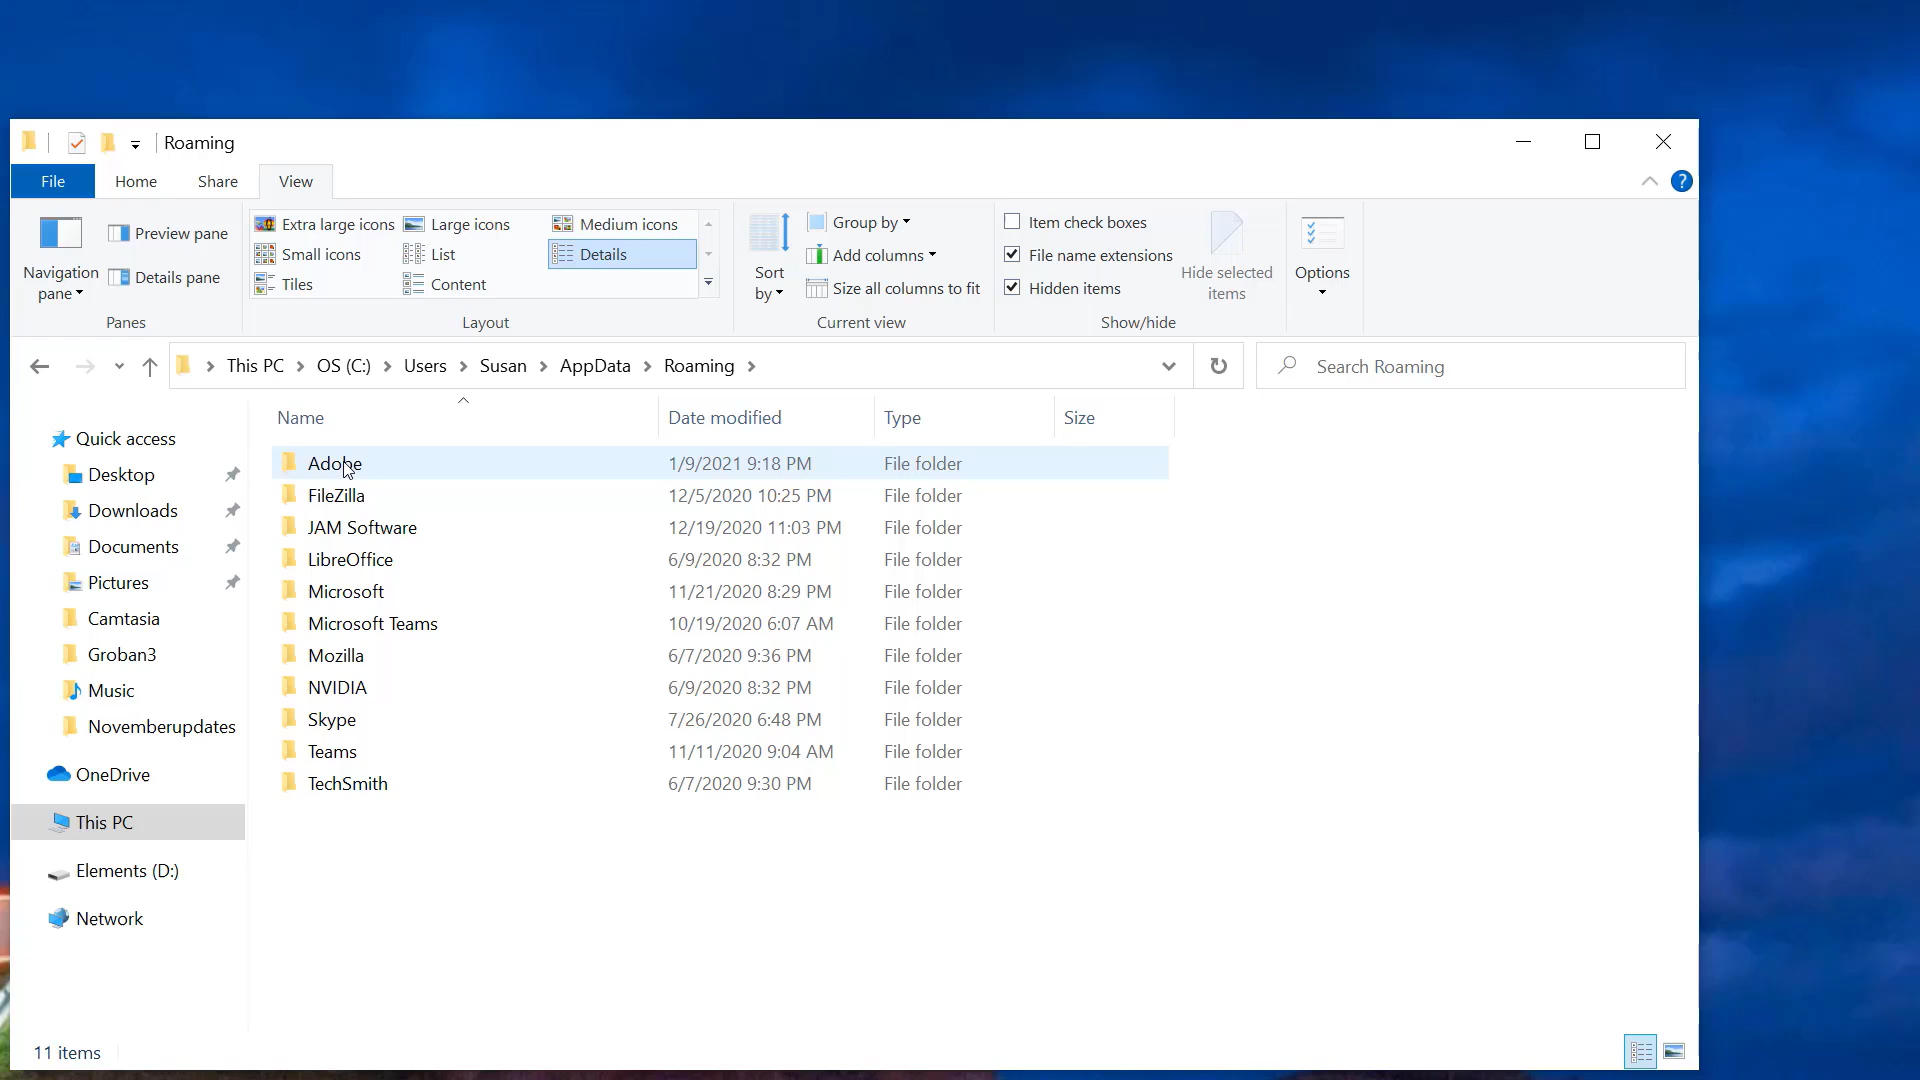 Roaming
File Home Share View
?
Navigation pane
Preview pane
Details pane
Panes
Extra large icons Large icons Medium icons
Small icons List Details
Tiles Content
Layout
Sort by
Group by
Add columns
Size all columns to fit
Current view
Item check boxes
File name extensions
Hidden items
Hide selected items
Show/hide
Options
This PC OS (C:) Users Susan AppData Roaming
Search Roaming
Quick access
Desktop
Downloads
Documents
Pictures
Camtasia
Groban3
Music
Novemberupdates
OneDrive
This PC
Elements (D:)
Network
Name Date modified Type Size
Adobe 1/9/2021 9:18 PM File folder
FileZilla 12/5/2020 10:25 PM File folder
JAM Software 12/19/2020 11:03 PM File folder
LibreOffice 6/9/2020 8:32 PM File folder
Microsoft 11/21/2020 8:29 PM File folder
Microsoft Teams 10/19/2020 6:07 AM File folder
Mozilla 6/7/2020 9:36 PM File folder
NVIDIA 6/9/2020 8:32 PM File folder
Skype 7/26/2020 6:48 PM File folder
Teams 11/11/2020 9:04 AM File folder
TechSmith 6/7/2020 9:30 PM File folder
11 items